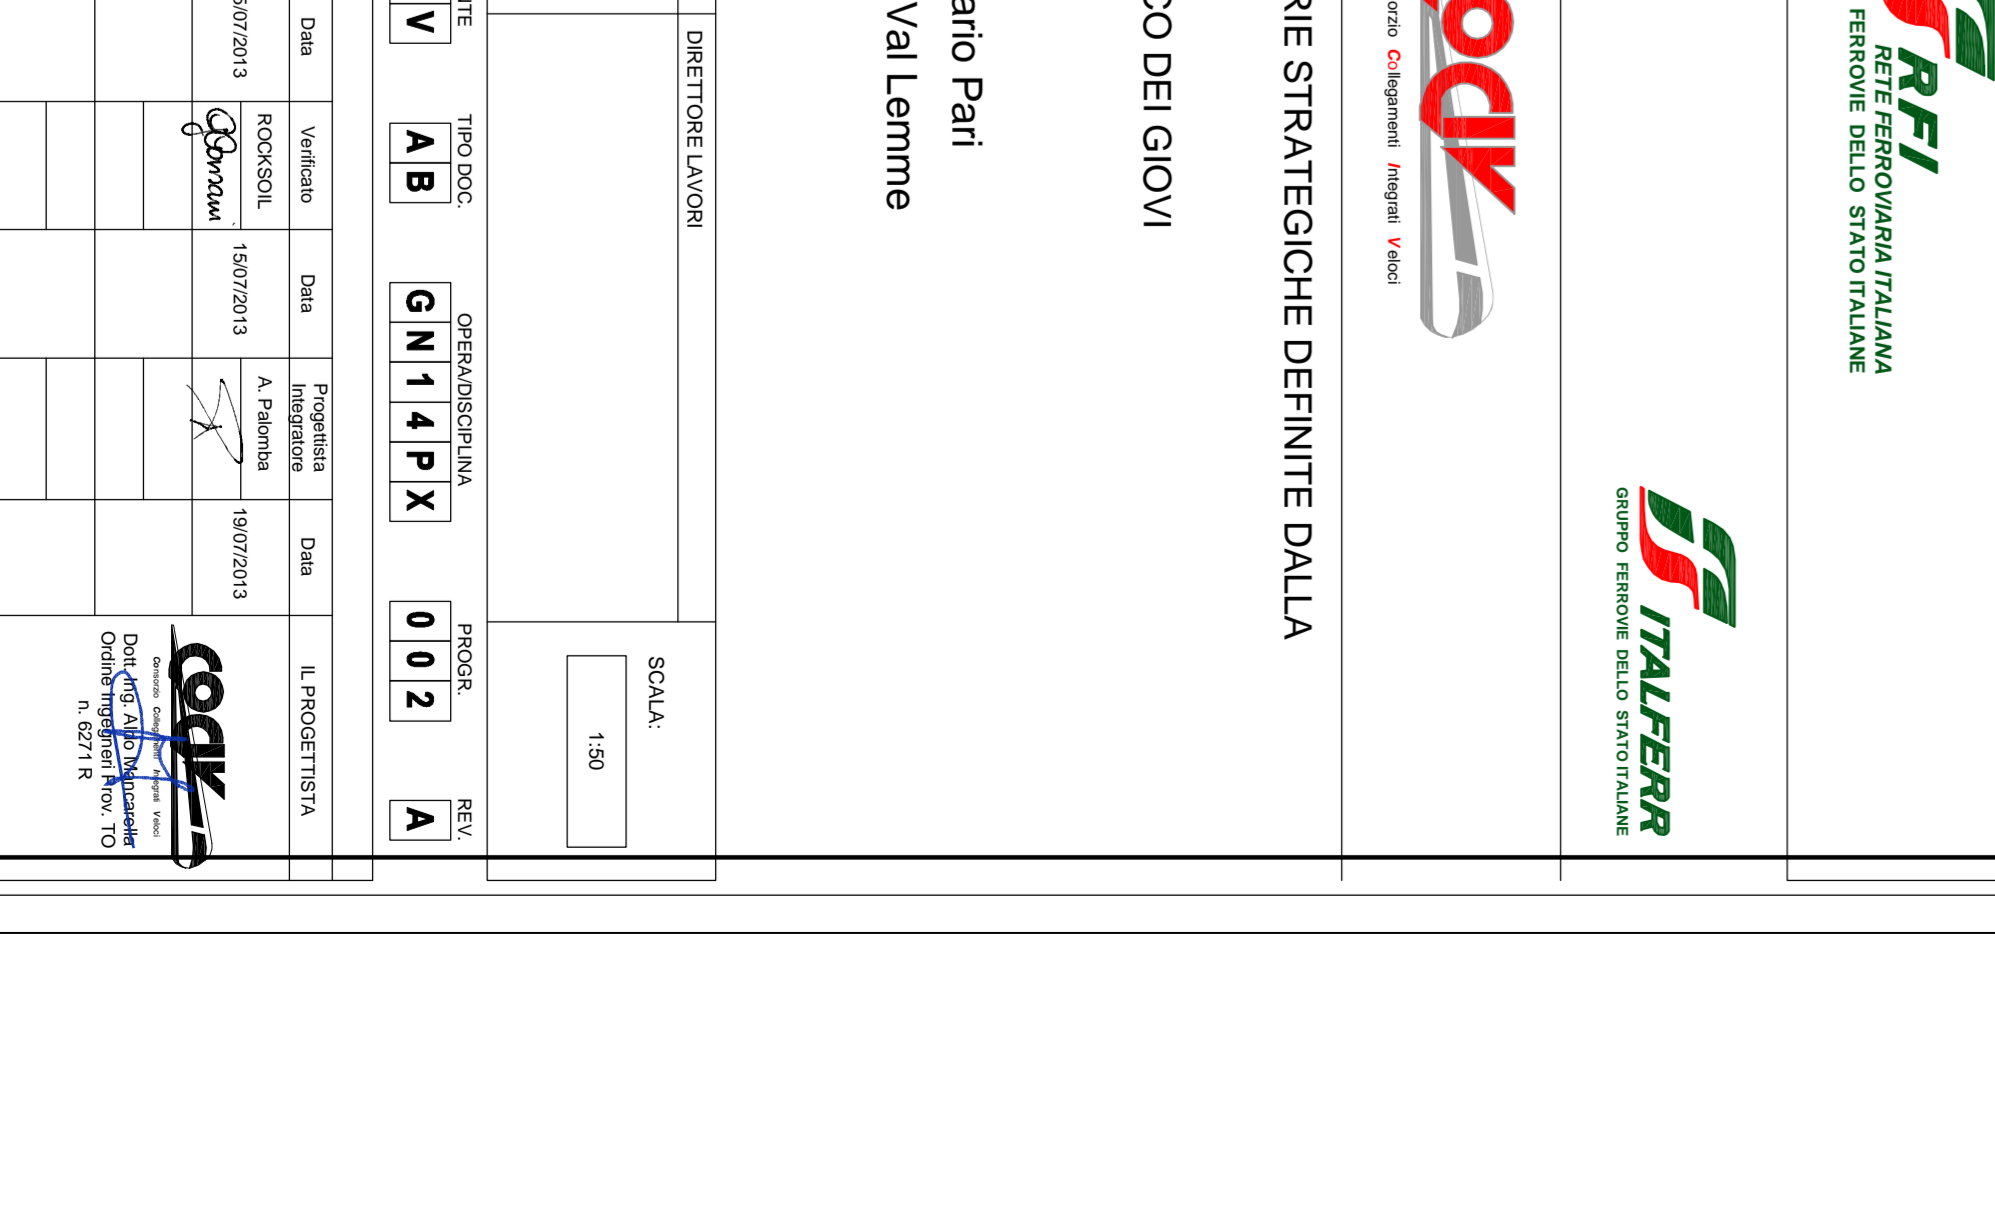 RFI
RETE FERROVIARIA ITALIANA
FERROVIE DELLO STATO ITALIANE
ITALFERR
GRUPPO FERROVIE DELLO STATO ITALIANE
OCIV
orzio Collegamenti Integrati Veloci
RIE STRATEGICHE DEFINITE DALLA
CO DEI GIOVI
ario Pari
Val Lemme
DIRETTORE LAVORI
SCALA:
1:50
TE TIPO DOC. OPERA/DISCIPLINA PROGR. REV.
V A B G N 1 4 P X 0 0 2 A
Data Verificato Data Progettista Integratore Data IL PROGETTISTA
5/07/2013 ROCKSOIL 15/07/2013 A. Palomba 19/07/2013
COCIV
Consorzio Collegamenti Integrati Veloci
Dott. Ing. Aldo Mancarella
Ordine Ingegneri Prov. TO
n. 6271 R